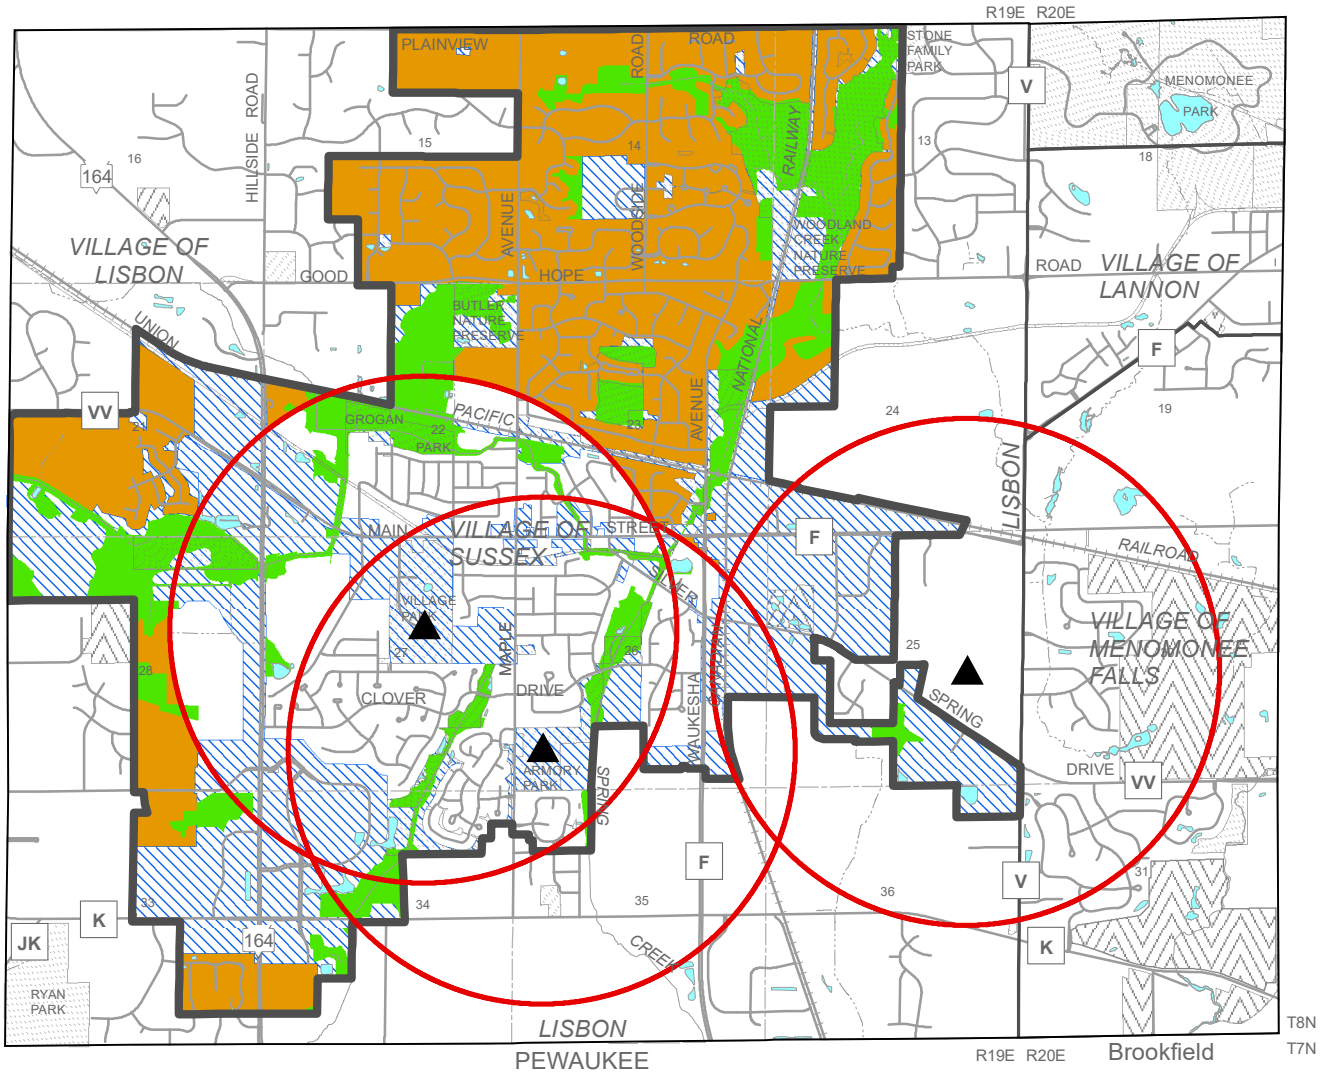 R19E R20E
PLAINVIEW
ROAD
ROAD
STONE
FAMILY
PARK
V
MENOMONEE
PARK
HILLSIDE ROAD
16
15
14
13
18
164
RAILWAY
AVENUE
WOODSIDE
WOODLAND
CREEK
NATURE
PRESERVE
VILLAGE OF
LISBON
GOOD
HOPE
ROAD
VILLAGE OF
LANNON
UNION
BUTLER
NATURE
PRESERVE
NATIONAL
F
VV
21
GROGAN
22
PARK
PACIFIC
23
AVENUE
24
19
LISBON
MAIN
VILLAGE OF
SUSSEX
STREET
F
RAILROAD
SILVER
VILLAGE
PARK
27
MAPLE
26
25
VILLAGE OF
MENOMONEE
FALLS
28
CLOVER
DRIVE
WAUKESHA
SPRING
ARMORY
PARK
SPRING
DRIVE
VV
F
V
31
33
34
35
36
K
164
JK
K
CREEK
RYAN
PARK
LISBON
PEWAUKEE
R19E R20E
Brookfield
T8N
T7N